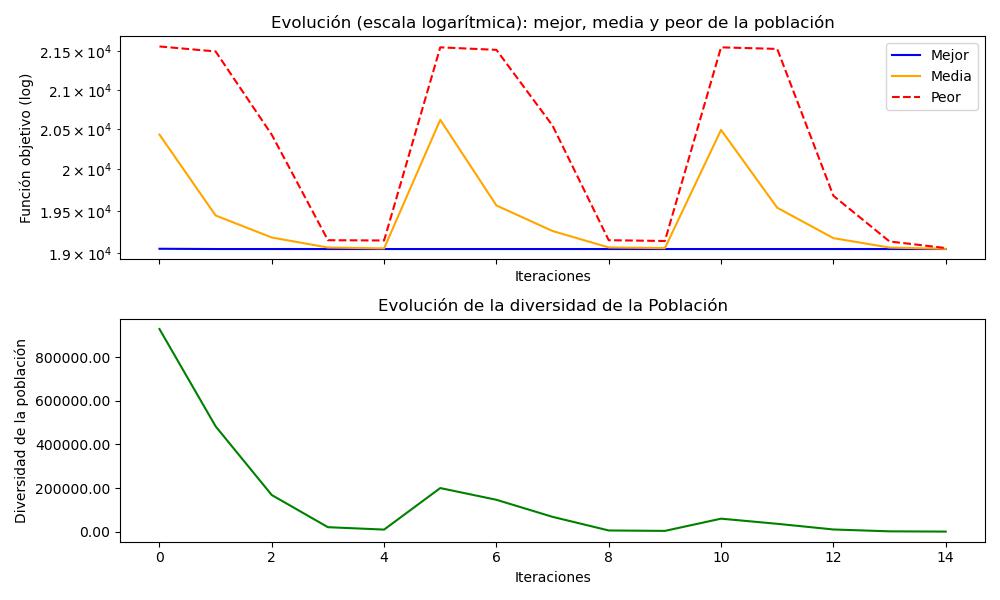 Evolución (escala logarítmica): mejor, media y peor de la población
Función objetivo (log)
2.15 × 10⁴
2.1 × 10⁴
2.05 × 10⁴
2 × 10⁴
1.95 × 10⁴
1.9 × 10⁴
Mejor
Media
Peor
Iteraciones
Evolución de la diversidad de la Población
Diversidad de la población
800000.00
600000.00
400000.00
200000.00
0.00
0 2 4 6 8 10 12 14
Iteraciones